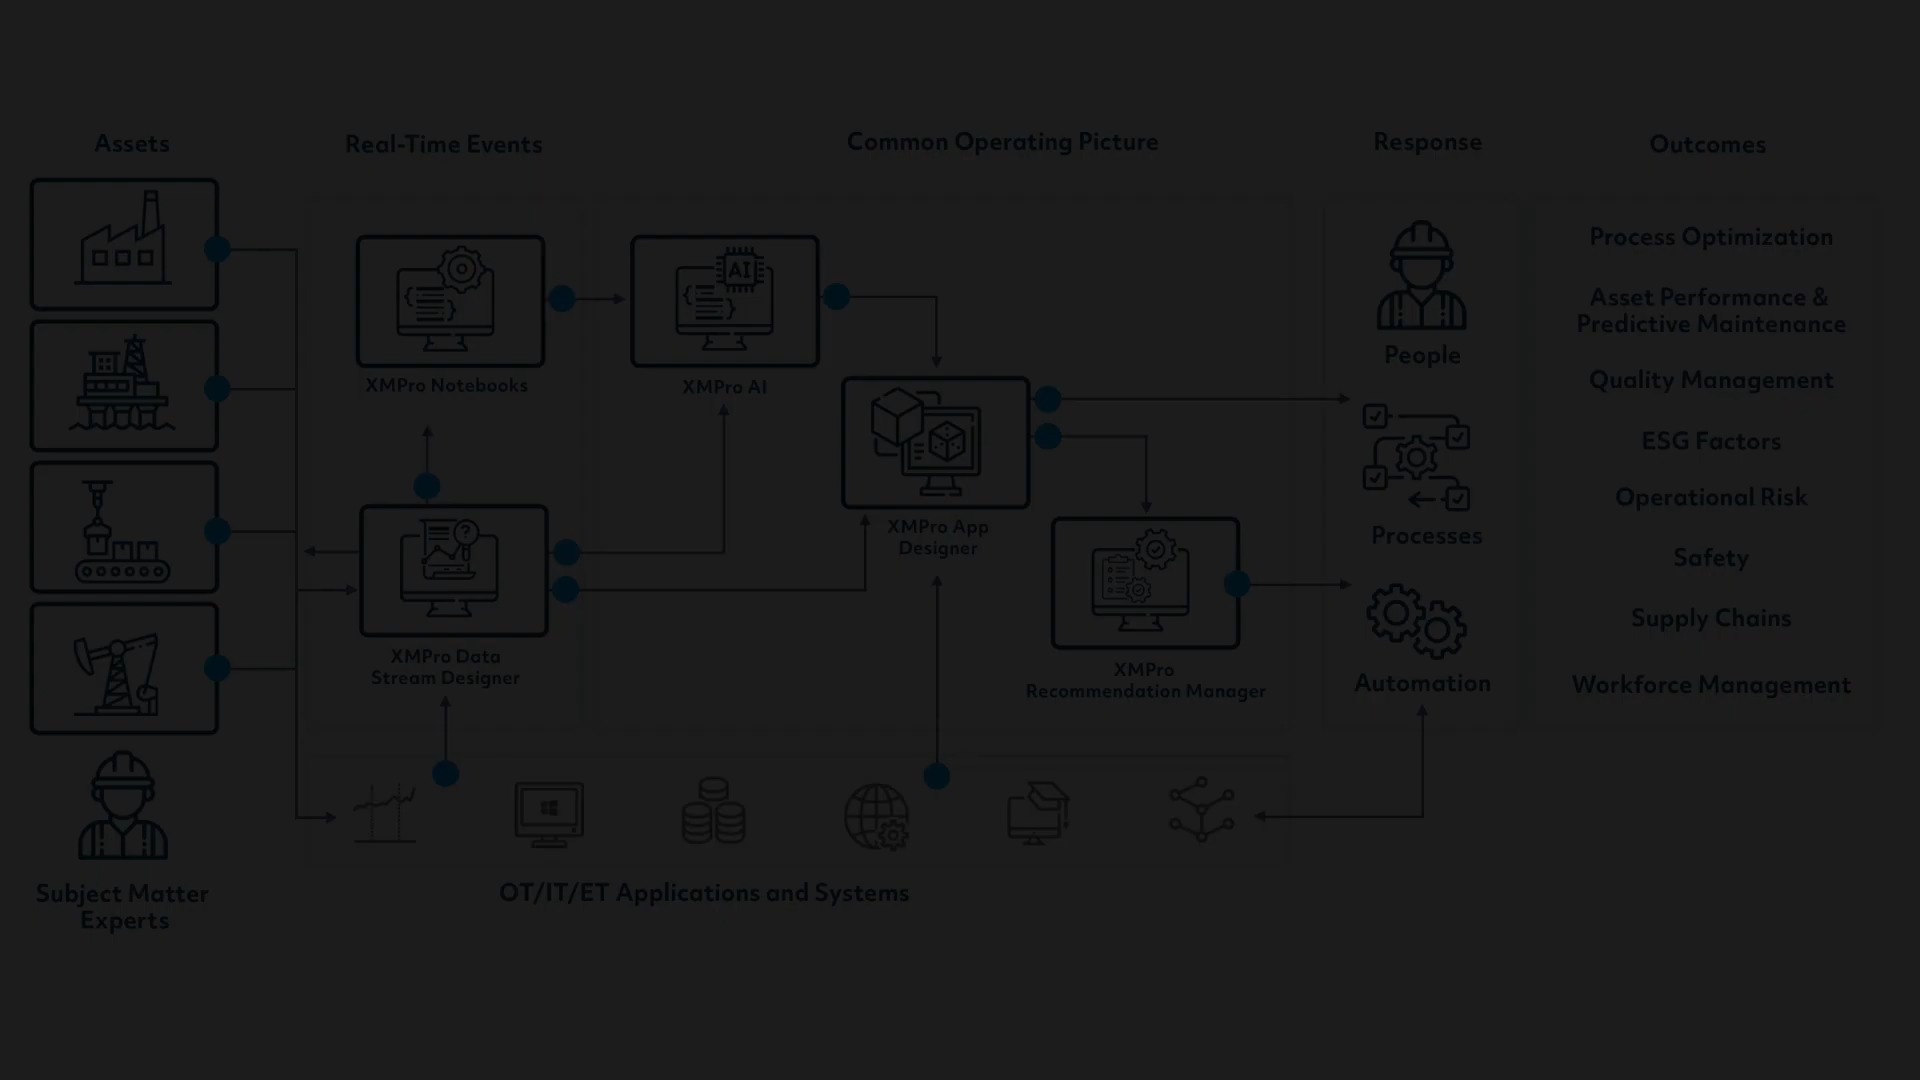 Assets
Real-Time Events
Common Operating Picture
Response
Outcomes
XMPro Notebooks
AI
XMPro AI
?
XMPro Data
Stream Designer
XMPro App
Designer
XMPro
Recommendation Manager
People
Processes
Automation
Process Optimization
Asset Performance &
Predictive Maintenance
Quality Management
ESG Factors
Operational Risk
Safety
Supply Chains
Workforce Management
Subject Matter
Experts
OT/IT/ET Applications and Systems